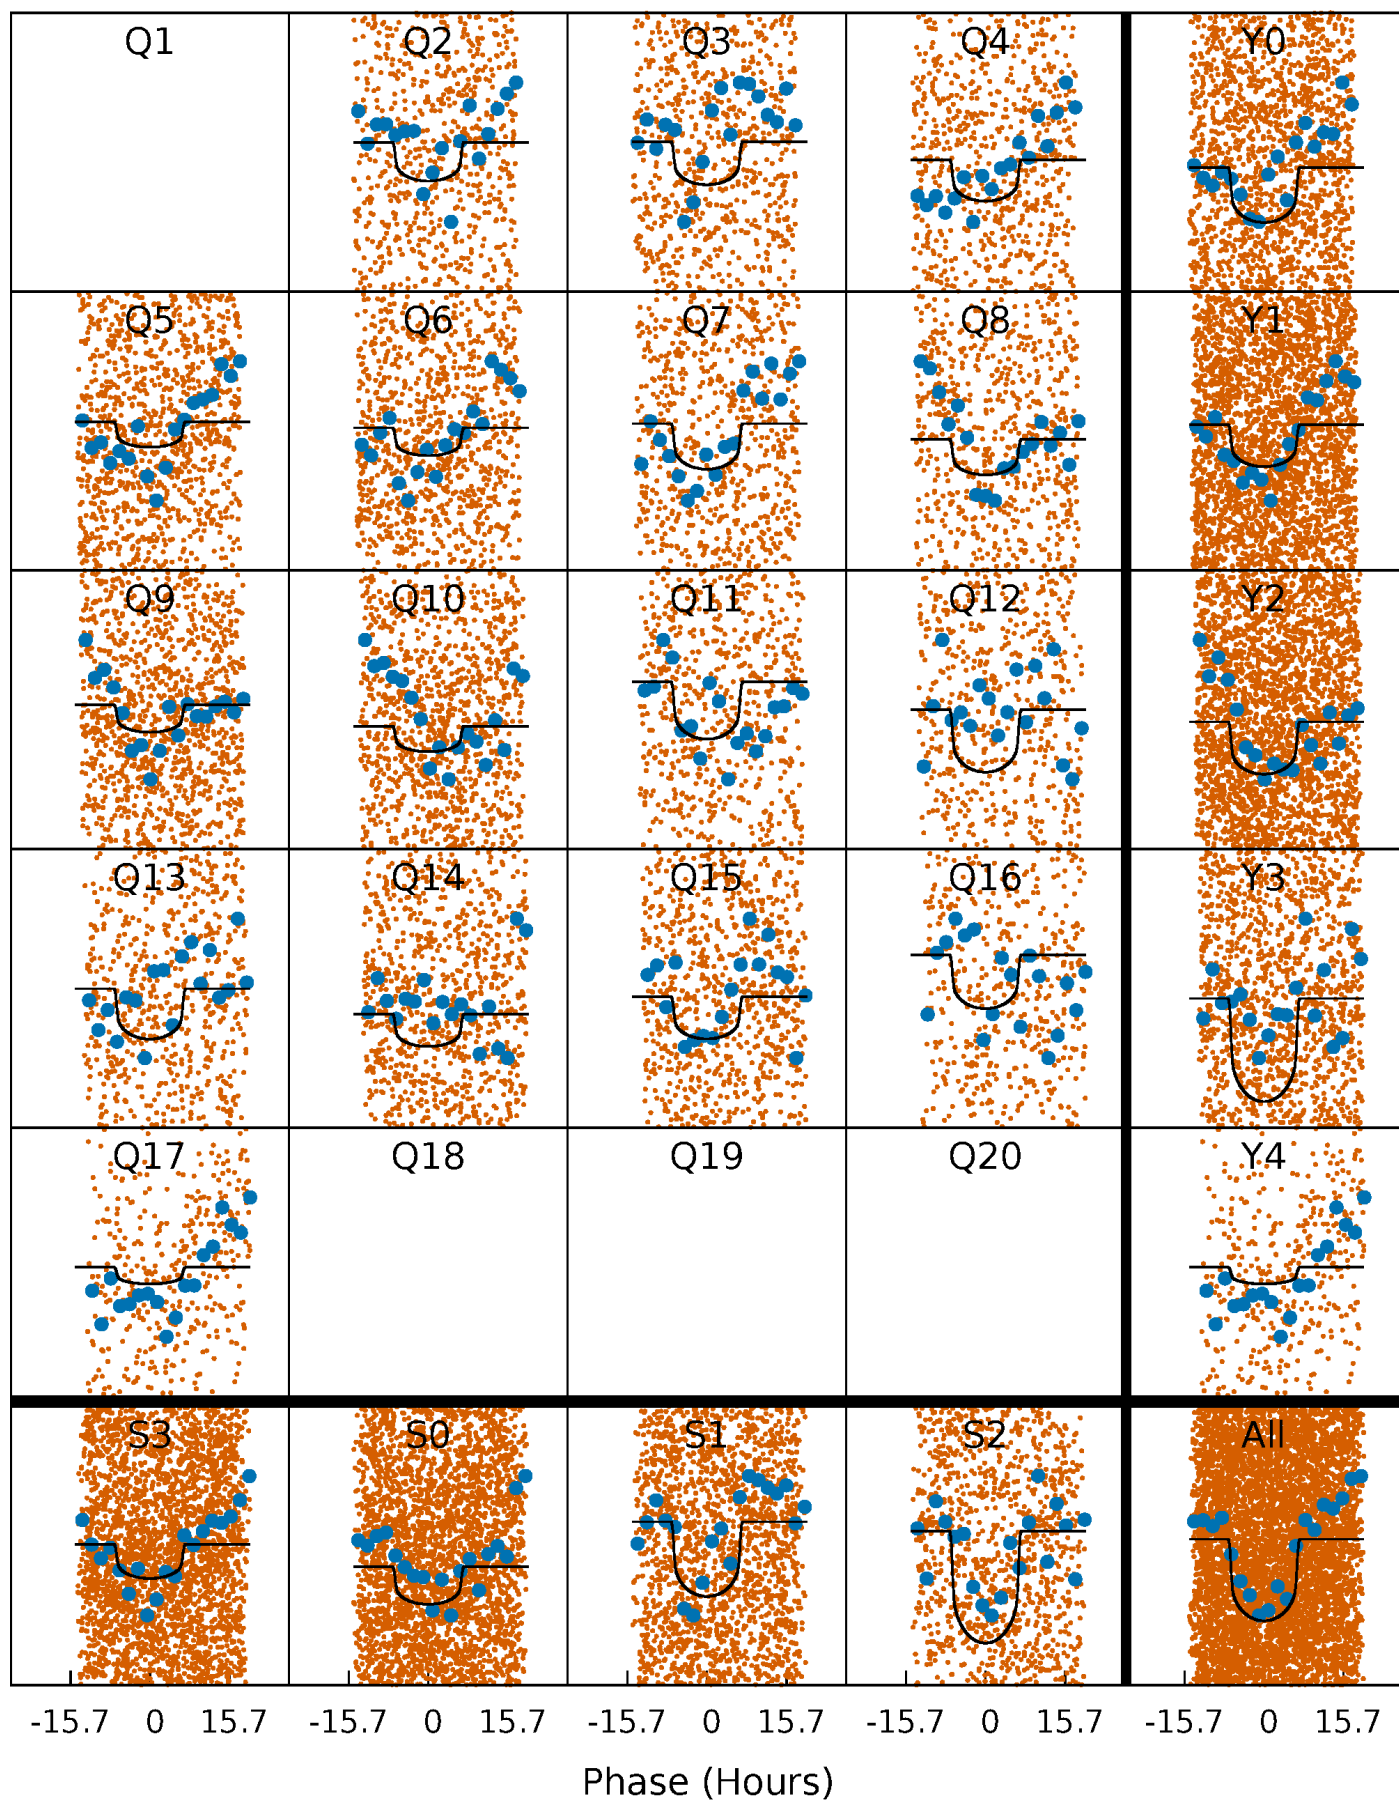 Q1 Q2 Q3 Q4 Y0
Q5 Q6 Q7 Q8 Y1
Q9 Q10 Q11 Q12 Y2
Q13 Q14 Q15 Q16 Y3
Q17 Q18 Q19 Q20 Y4
S3 S0 S1 S2 All
-15.7 0 15.7 -15.7 0 15.7 -15.7 0 15.7 -15.7 0 15.7 -15.7 0 15.7
Phase (Hours)